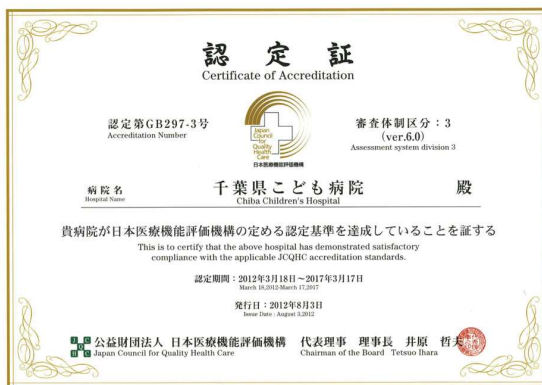 認定証
Certificate of Accreditation
認定第GB297-3号
Accreditation Number
Japan
Council
for
Quality
Health
Care
日本医療機能評価機構
審査体制区分：3
(ver.6.0)
Assessment system division 3
病院名
Hospital Name
千葉県こども病院 殿
Chiba Children's Hospital
貴病院が日本医療機能評価機構の定める認定基準を達成していることを証する
This is to certify that the above hospital has demonstrated satisfactory
compliance with the applicable JCQHC accreditation standards.
認定期間：2012年3月18日～2017年3月17日
March 18,2012-March 17,2017
発行日：2012年8月3日
Issue Date : August 3,2012
公益財団法人 日本医療機能評価機構
Japan Council for Quality Health Care
代表理事 理事長 井原 哲夫
Chairman of the Board Tetsuo Ihara